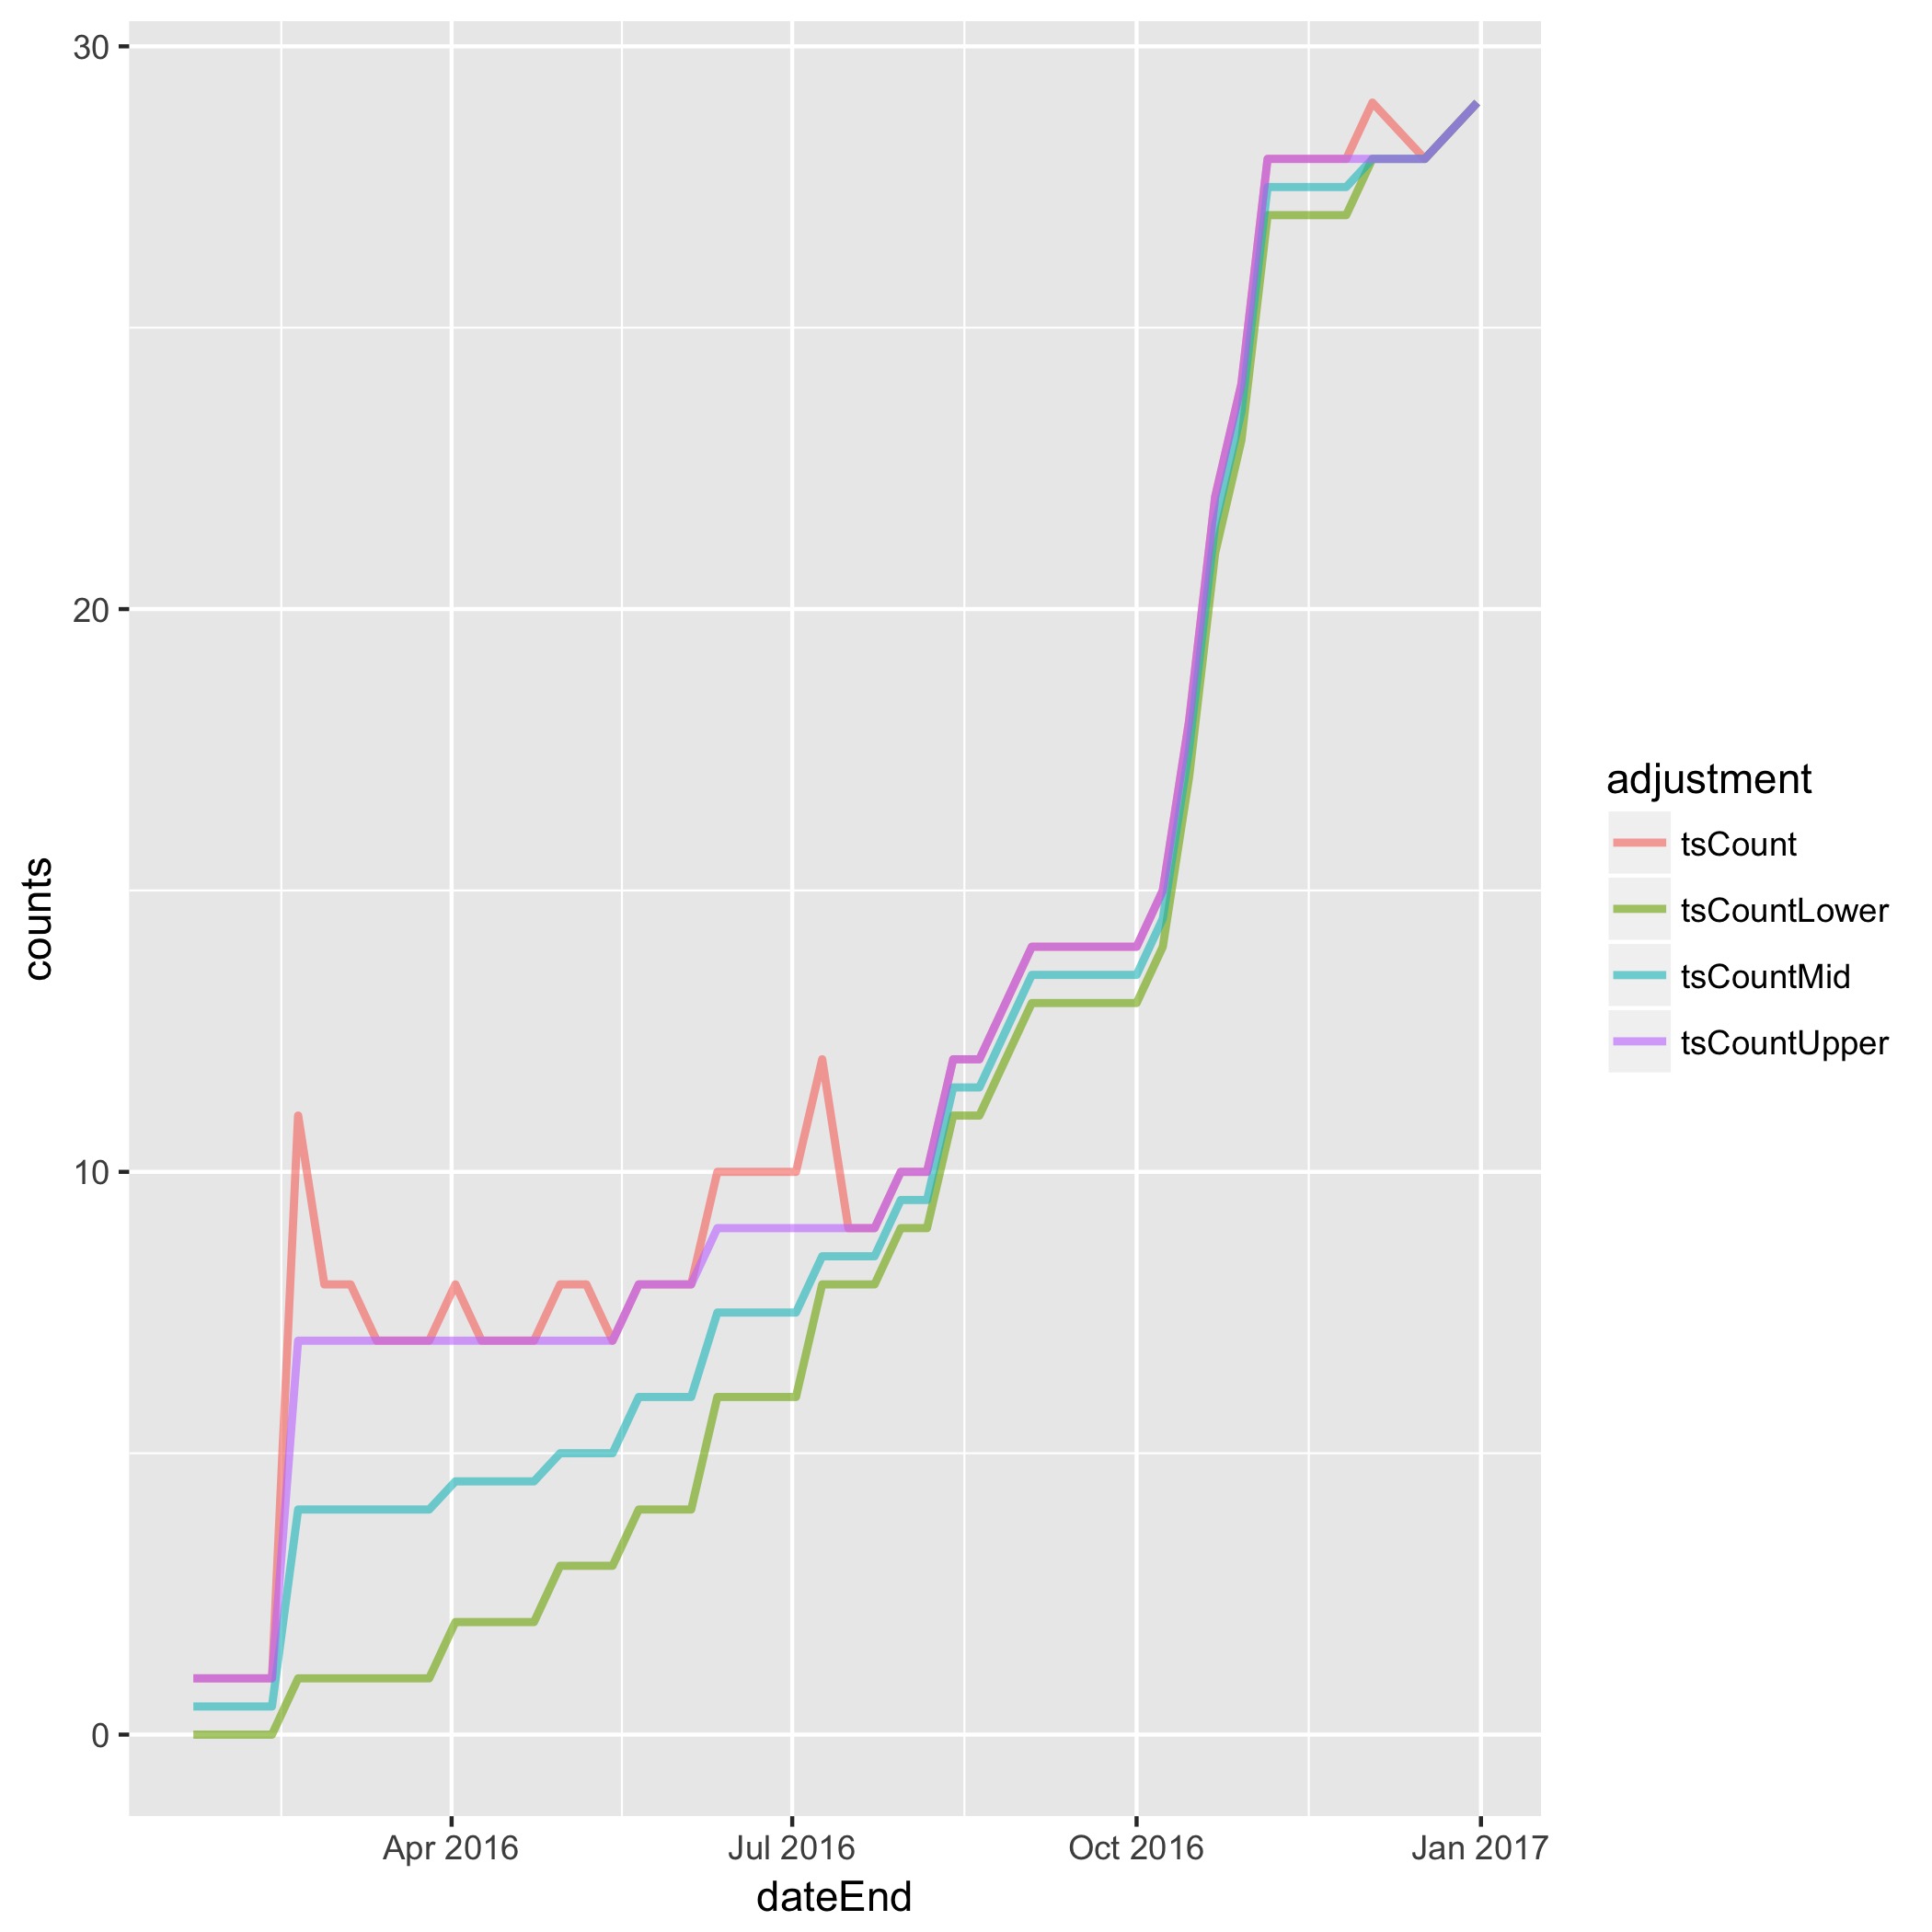 30
20
10
0
counts
Apr 2016
Jul 2016
Oct 2016
Jan 2017
dateEnd
adjustment
tsCount
tsCountLower
tsCountMid
tsCountUpper